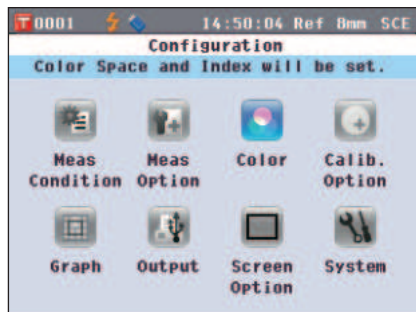 T 0001 14:50:04 Ref 8mm SCE
Configuration
Color Space and Index will be set.
Meas Condition
Meas Option
Color
Calib. Option
Graph
Output
Screen Option
System